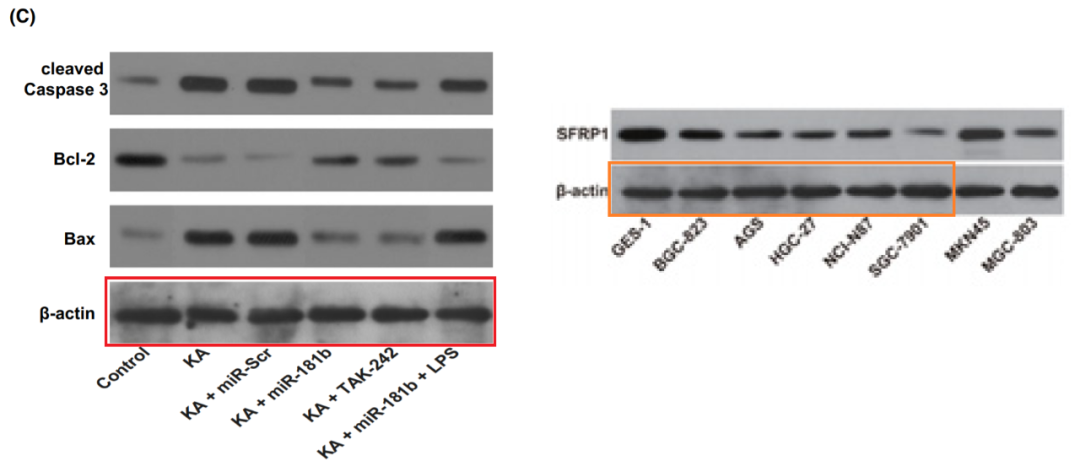 (C)
cleaved
Caspase 3
Bcl-2
Bax
β-actin
Control
KA
KA + miR-Scr
KA + miR-181b
KA + TAK-242
KA + miR-181b + LPS
SFRP1
β-actin
GES-1
BGC-823
AGS
HGC-27
NCI-N87
SGC-7901
MKN45
MGC-803